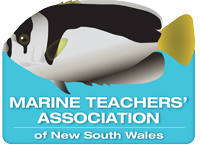 MARINE TEACHERS'
ASSOCIATION
of New South Wales